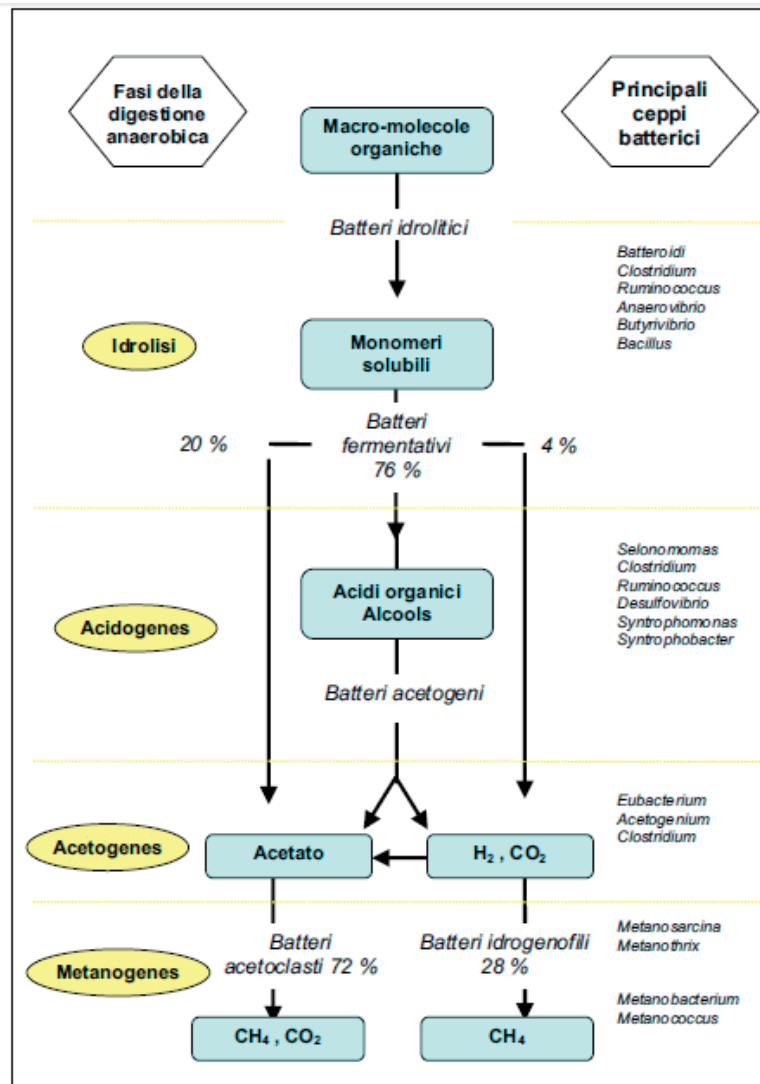 Fasi della
digestione
anaerobica
Macro-molecole
organiche
Principali
ceppi
batterici
Batteri idrolitici
Batteroidi
Clostridium
Ruminococcus
Anaerovibrio
Butyrivibrio
Bacillus
Idrolisi
Monomeri
solubili
20 %
Batteri
fermentativi
76 %
4 %
Acidogenes
Acidi organici
Alcools
Selonomomas
Clostridium
Ruminococcus
Desulfovibrio
Syntrophomonas
Syntrophobacter
Batteri acetogeni
Acetogenes
Acetato
H₂ , CO₂
Eubacterium
Acetogenium
Clostridium
Metanogenes
Batteri
acetoclasti 72 %
Batteri idrogenofili
28 %
Metanosarcina
Metanothrix
Metanobacterium
Metanococcus
CH₄ , CO₂
CH₄